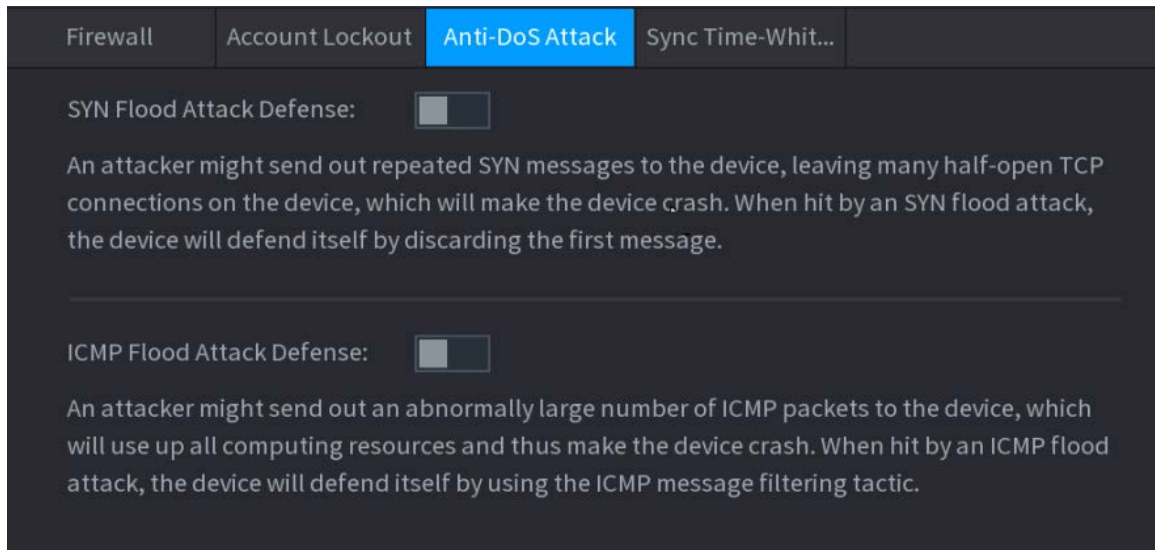 Firewall Account Lockout Anti-DoS Attack Sync Time-Whit...
SYN Flood Attack Defense:
An attacker might send out repeated SYN messages to the device, leaving many half-open TCP
connections on the device, which will make the device crash. When hit by an SYN flood attack,
the device will defend itself by discarding the first message.
ICMP Flood Attack Defense:
An attacker might send out an abnormally large number of ICMP packets to the device, which
will use up all computing resources and thus make the device crash. When hit by an ICMP flood
attack, the device will defend itself by using the ICMP message filtering tactic.